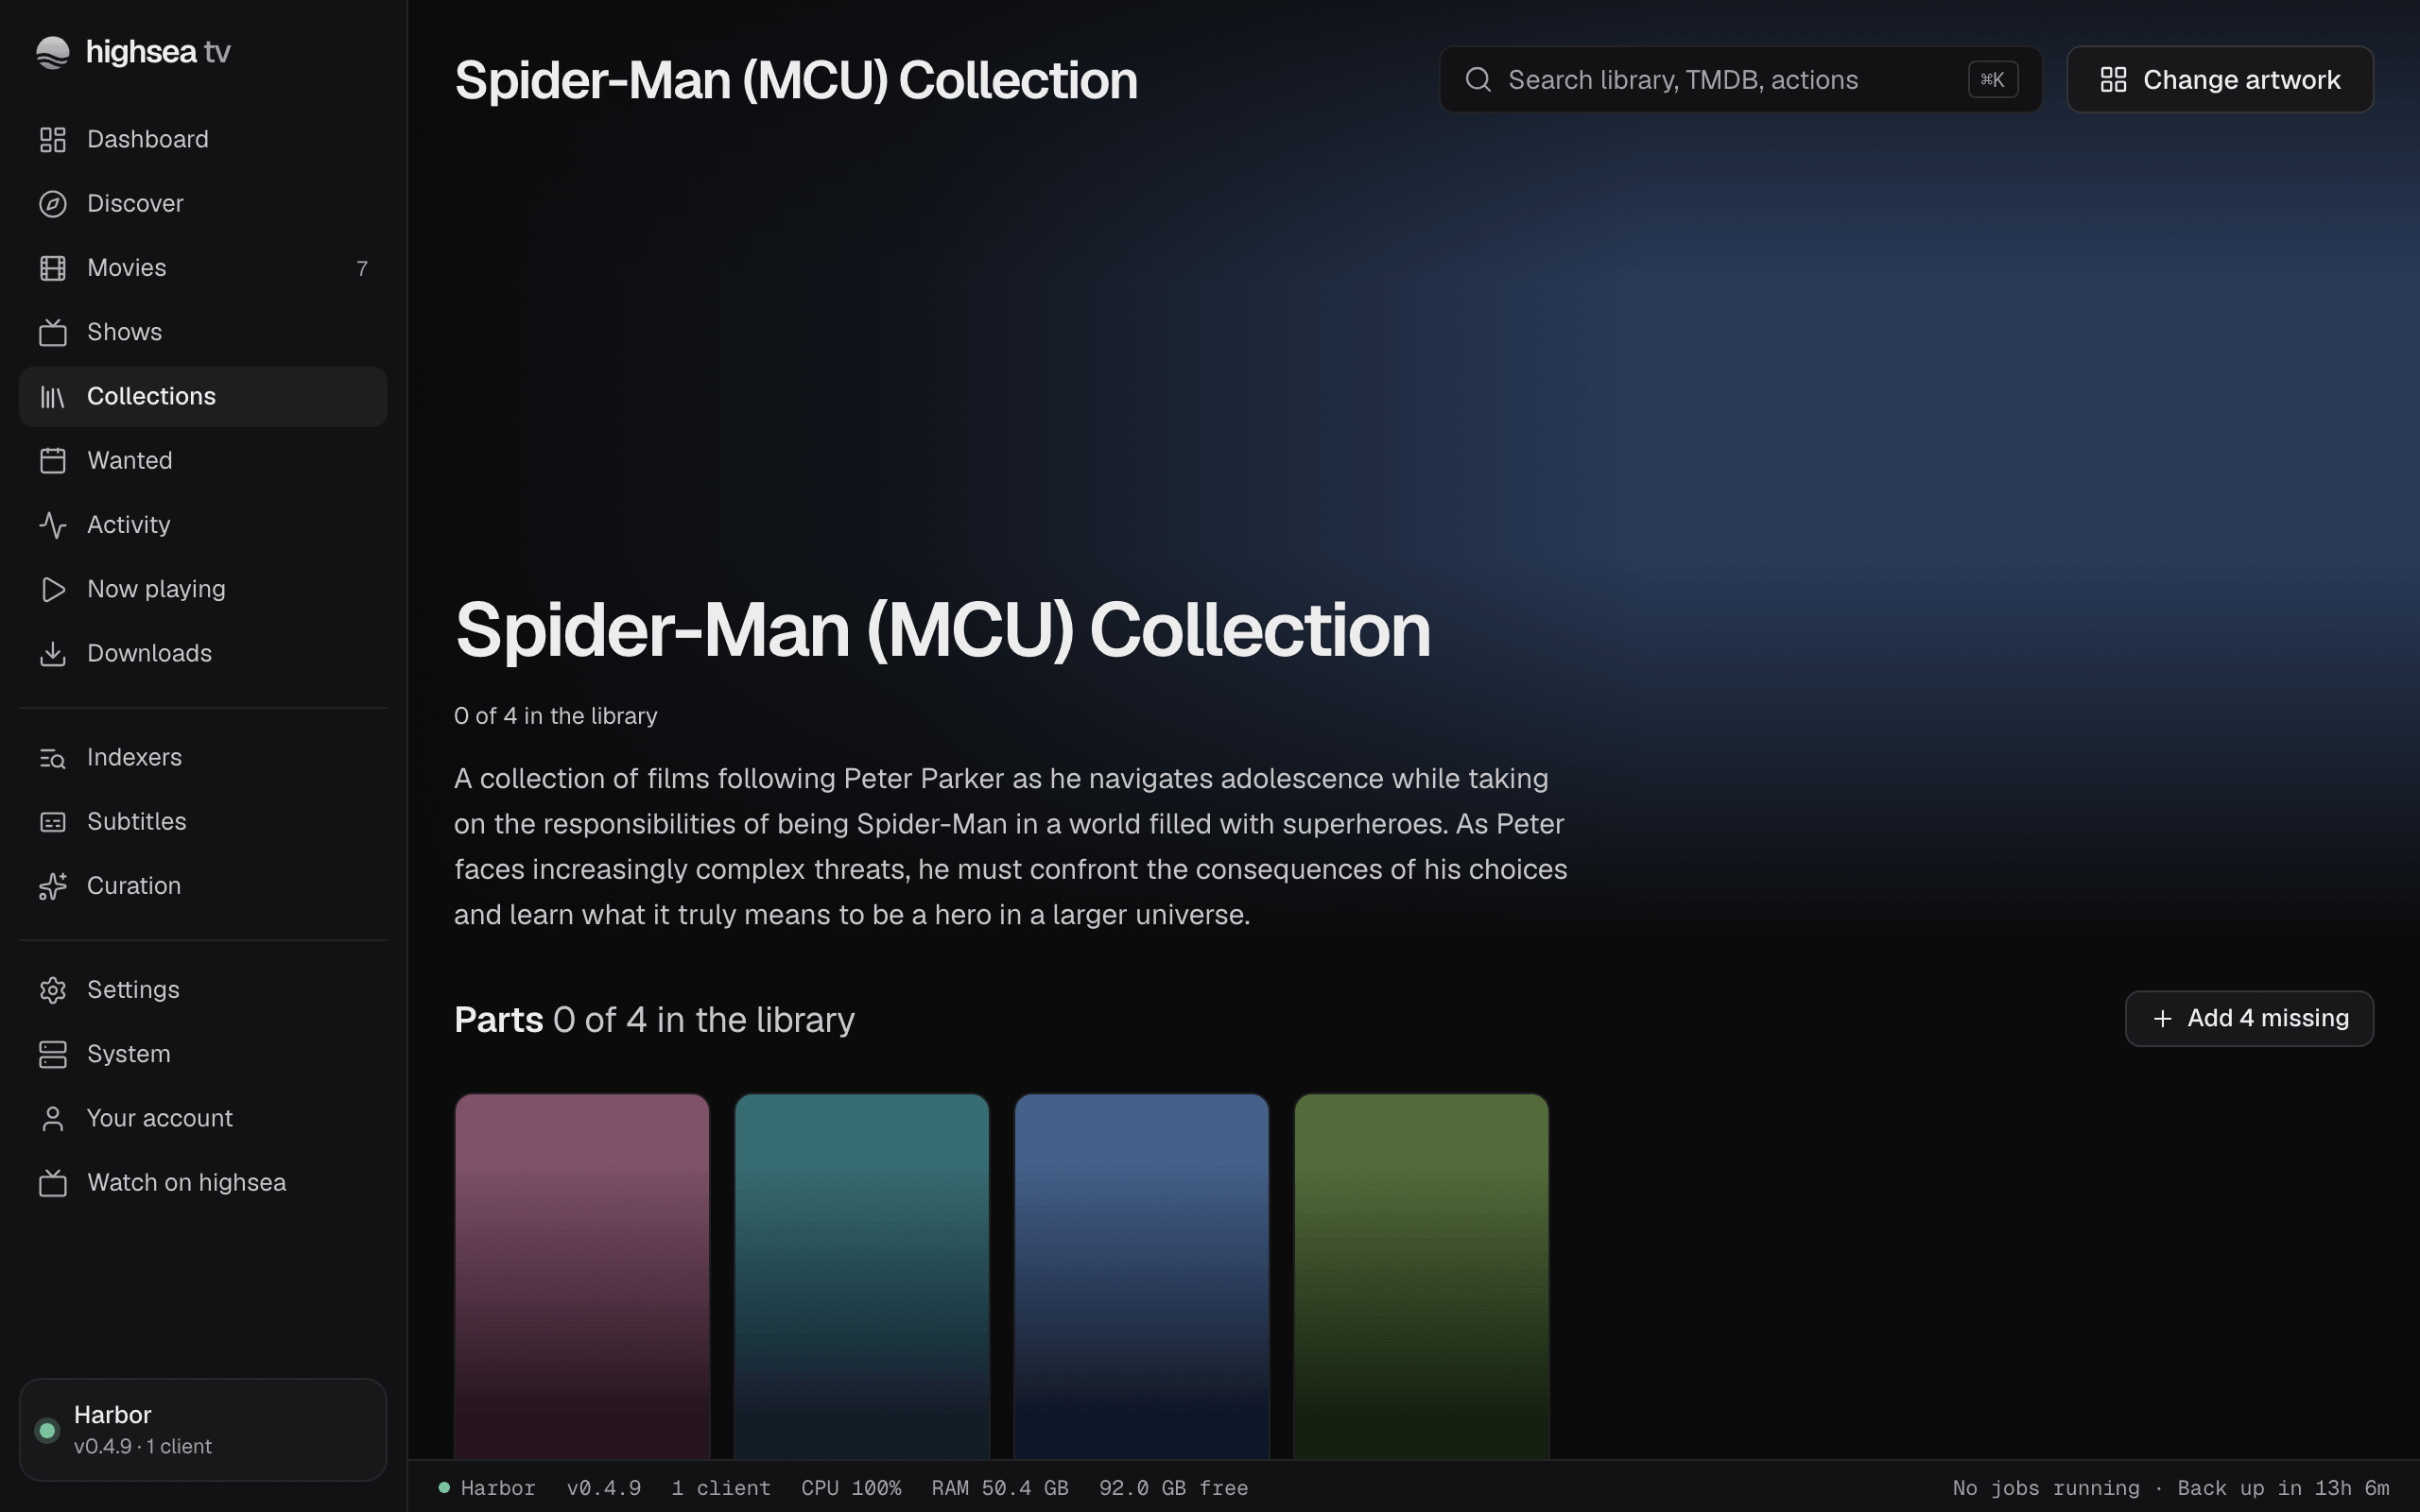 highsea tv
Dashboard
Discover
Movies 7
Shows
Collections
Wanted
Activity
Now playing
Downloads
Indexers
Subtitles
Curation
Settings
System
Your account
Watch on highsea
Harbor
v0.4.9 · 1 client
Spider-Man (MCU) Collection
Search library, TMDB, actions ⌘K
Change artwork
Spider-Man (MCU) Collection
0 of 4 in the library
A collection of films following Peter Parker as he navigates adolescence while taking
on the responsibilities of being Spider-Man in a world filled with superheroes. As Peter
faces increasingly complex threats, he must confront the consequences of his choices
and learn what it truly means to be a hero in a larger universe.
Parts 0 of 4 in the library
Add 4 missing
Harbor v0.4.9 1 client CPU 100% RAM 50.4 GB 92.0 GB free
No jobs running · Back up in 13h 6m